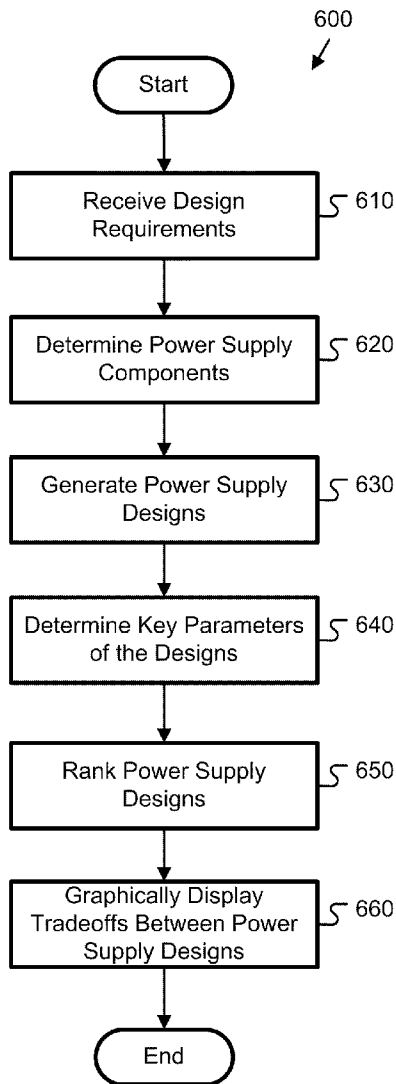 600
Start
Receive Design
Requirements
610
Determine Power Supply
Components
620
Generate Power Supply
Designs
630
Determine Key Parameters
of the Designs
640
Rank Power Supply
Designs
650
Graphically Display
Tradeoffs Between Power
Supply Designs
660
End